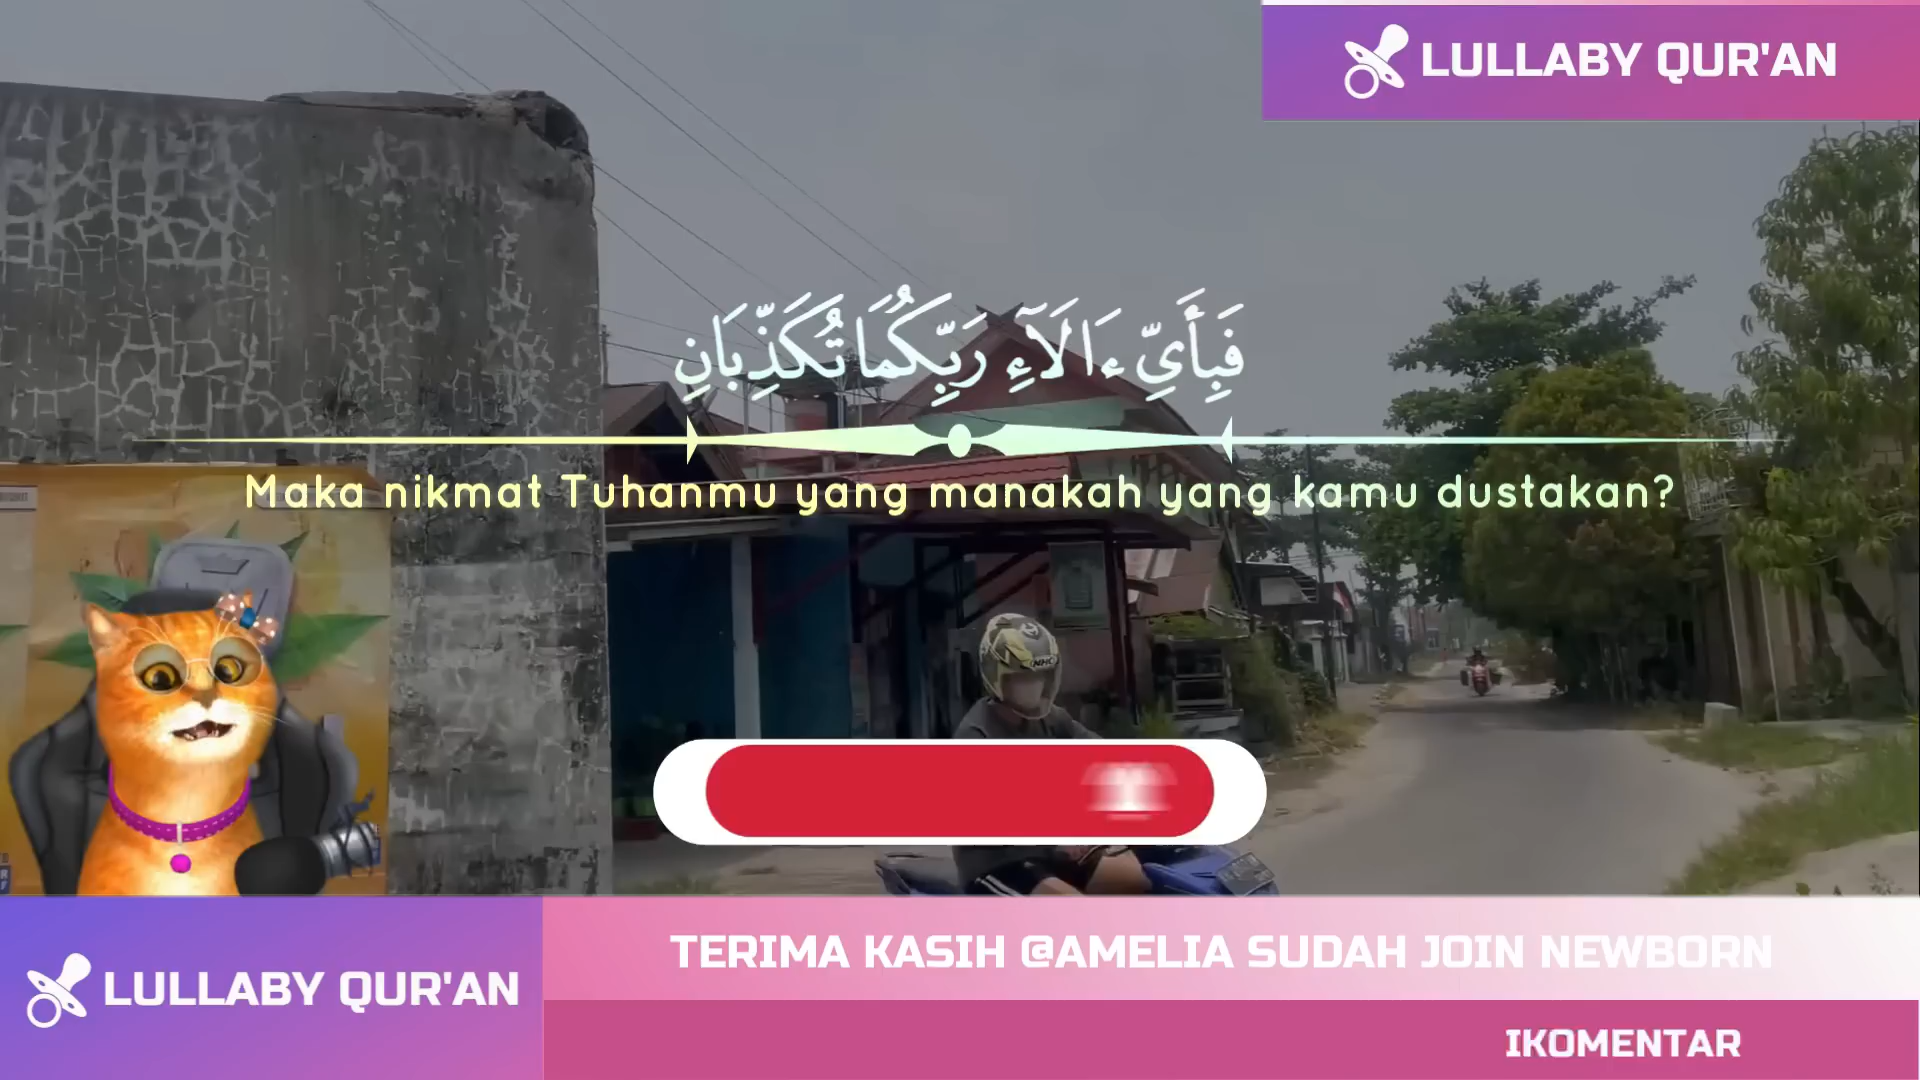 LULLABY QUR'AN
فَبِأَيِّ ءَالَآءِ رَبِّكُمَا تُكَذِّبَانِ
Maka nikmat Tuhanmu yang manakah yang kamu dustakan?
NHC
LULLABY QUR'AN
TERIMA KASIH @AMELIA SUDAH JOIN NEWBORN
IKOMENTAR